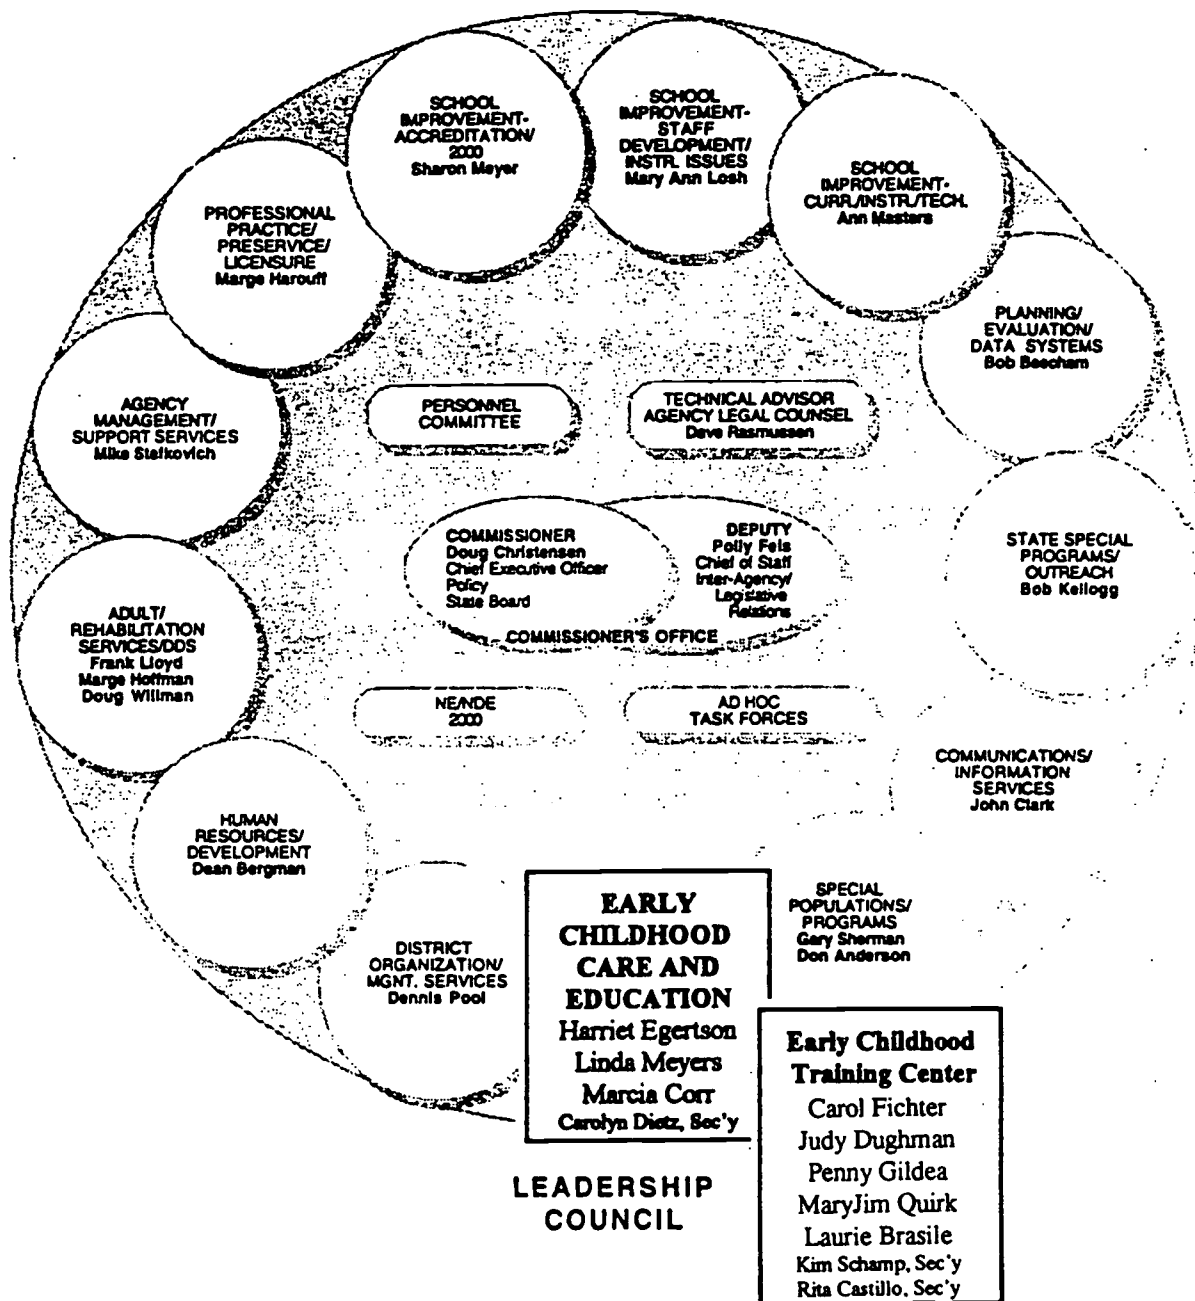 SCHOOL
IMPROVEMENT-
ACCREDITATION/
2000
Sharon Meyer
SCHOOL
IMPROVEMENT-
STAFF
DEVELOPMENT/
INSTR. ISSUES
Mary Ann Losh
SCHOOL
IMPROVEMENT-
CURR./INSTR./TECH.
Ann Masters
PROFESSIONAL
PRACTICE/
PRESERVICE/
LICENSURE
Marge Harouff
PLANNING/
EVALUATION/
DATA SYSTEMS
Bob Beecham
AGENCY
MANAGEMENT/
SUPPORT SERVICES
Mike Stefkovich
PERSONNEL
COMMITTEE
TECHNICAL ADVISOR
AGENCY LEGAL COUNSEL
Dave Rasmussen
COMMISSIONER
Doug Christensen
Chief Executive Officer
Policy
State Board
DEPUTY
Polly Feis
Chief of Staff
Inter-Agency/
Legislative
Relations
COMMISSIONER'S OFFICE
STATE SPECIAL
PROGRAMS/
OUTREACH
Bob Kellogg
ADULT/
REHABILITATION
SERVICES/DDS
Frank Lloyd
Marge Hoffman
Doug Willman
NE/NDE
2000
AD HOC
TASK FORCES
COMMUNICATIONS/
INFORMATION
SERVICES
John Clark
HUMAN
RESOURCES/
DEVELOPMENT
Dean Bergman
DISTRICT
ORGANIZATION/
MGNT. SERVICES
Dennis Pool
EARLY
CHILDHOOD
CARE AND
EDUCATION
Harriet Egertson
Linda Meyers
Marcia Corr
Carolyn Dietz, Sec'y
SPECIAL
POPULATIONS/
PROGRAMS
Gary Sherman
Don Anderson
Early Childhood
Training Center
Carol Fichter
Judy Dughman
Penny Gildea
MaryJim Quirk
Laurie Brasile
Kim Schamp, Sec'y
Rita Castillo, Sec'y
LEADERSHIP
COUNCIL